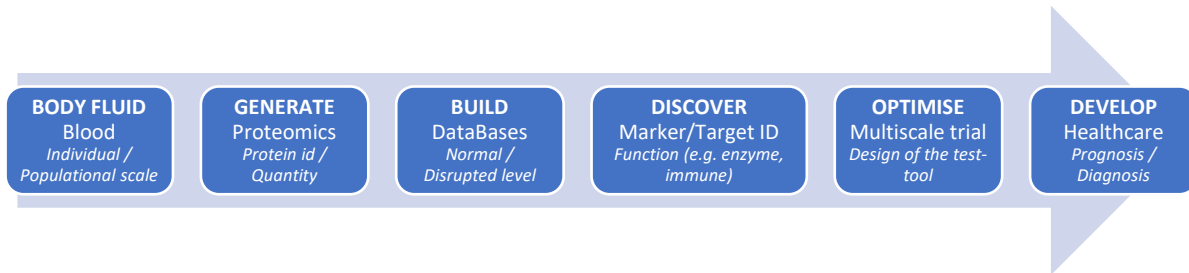 BODY FLUID
Blood
Individual /
Populational scale
GENERATE
Proteomics
Protein id /
Quantity
BUILD
DataBases
Normal /
Disrupted level
DISCOVER
Marker/Target ID
Function (e.g. enzyme,
immune)
OPTIMISE
Multiscale trial
Design of the test-
tool
DEVELOP
Healthcare
Prognosis /
Diagnosis